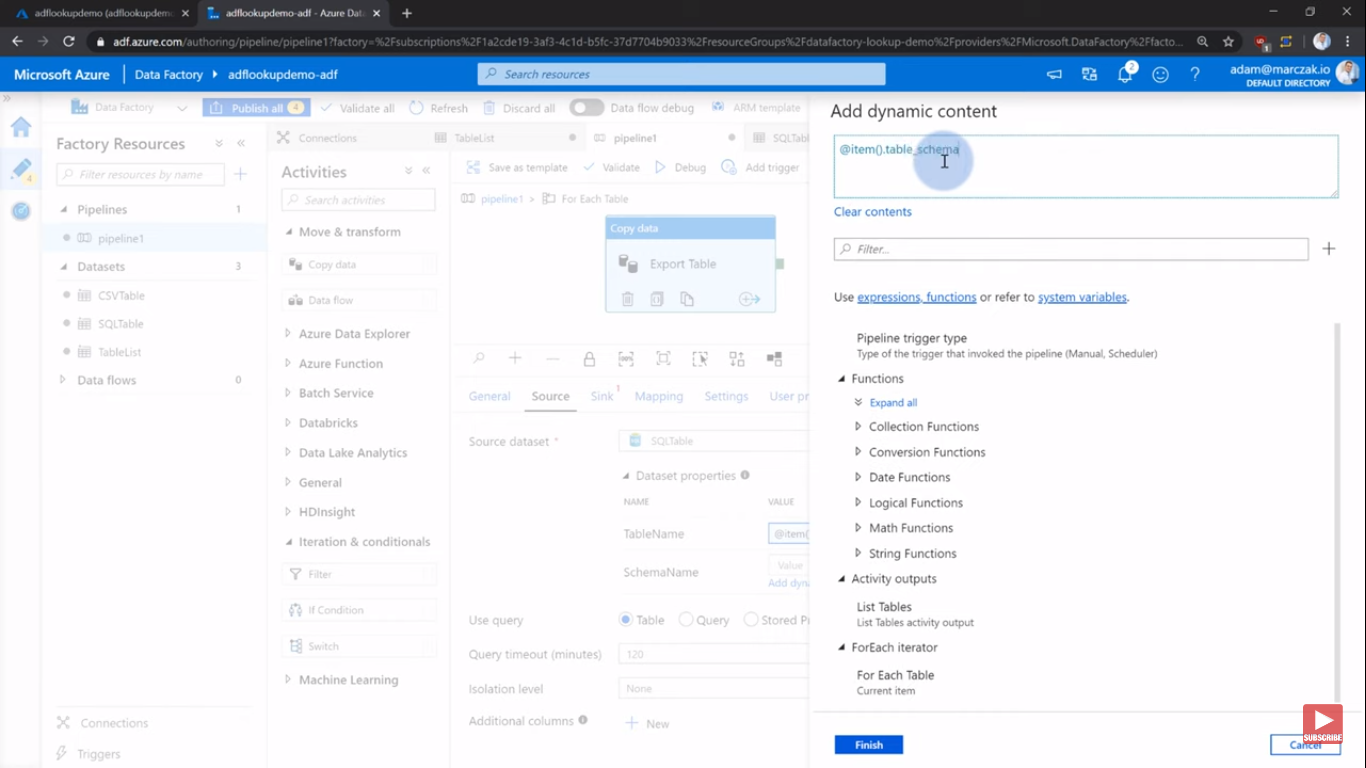 adflookupdemo (adflookupdemo/
adflookupdemo-adf - Azure Dat
adf.azure.com/authoring/pipeline/pipeline1?factory=%2Fsubscriptions%2F1a2cde19-3af3-4c1d-b5fc-37d7704b9033%2FresourceGroups%2Fdatafactory-lookup-demo%2Fproviders%2FMicrosoft.DataFactory%2Ffacto...
Microsoft Azure
Data Factory
adflookupdemo-adf
Search resources
2
adam@marczak.io
DEFAULT DIRECTORY
Data Factory
Publish all 4
Validate all
Refresh
Discard all
Data flow debug
ARM template
Factory Resources
Filter resources by name
Pipelines 1
pipeline1
Datasets 3
CSVTable
SQLTable
TableList
Data flows 0
Connections
Triggers
4
Connections
TableList
pipeline1
SQLTabl
Activities
Search activities
Move & transform
Copy data
Data flow
Azure Data Explorer
Azure Function
Batch Service
Databricks
Data Lake Analytics
General
HDInsight
Iteration & conditionals
Filter
If Condition
Switch
Machine Learning
Save as template
Validate
Debug
Add trigger
pipeline1 > For Each Table
Copy data
Export Table
General
Source
Sink 1
Mapping
Settings
User pr
Source dataset *
SQLTable
Dataset properties
NAME
VALUE
TableName
@item()
SchemaName
Value
Add dyna
Use query
Table
Query
Stored Pr
Query timeout (minutes)
120
Isolation level
None
Additional columns
New
Add dynamic content
@item().table_schema
Clear contents
Filter...
Use expressions, functions or refer to system variables.
Pipeline trigger type
Type of the trigger that invoked the pipeline (Manual, Scheduler)
Functions
Expand all
Collection Functions
Conversion Functions
Date Functions
Logical Functions
Math Functions
String Functions
Activity outputs
List Tables
List Tables activity output
ForEach iterator
For Each Table
Current item
Finish
Cancel
SUBSCRIBE